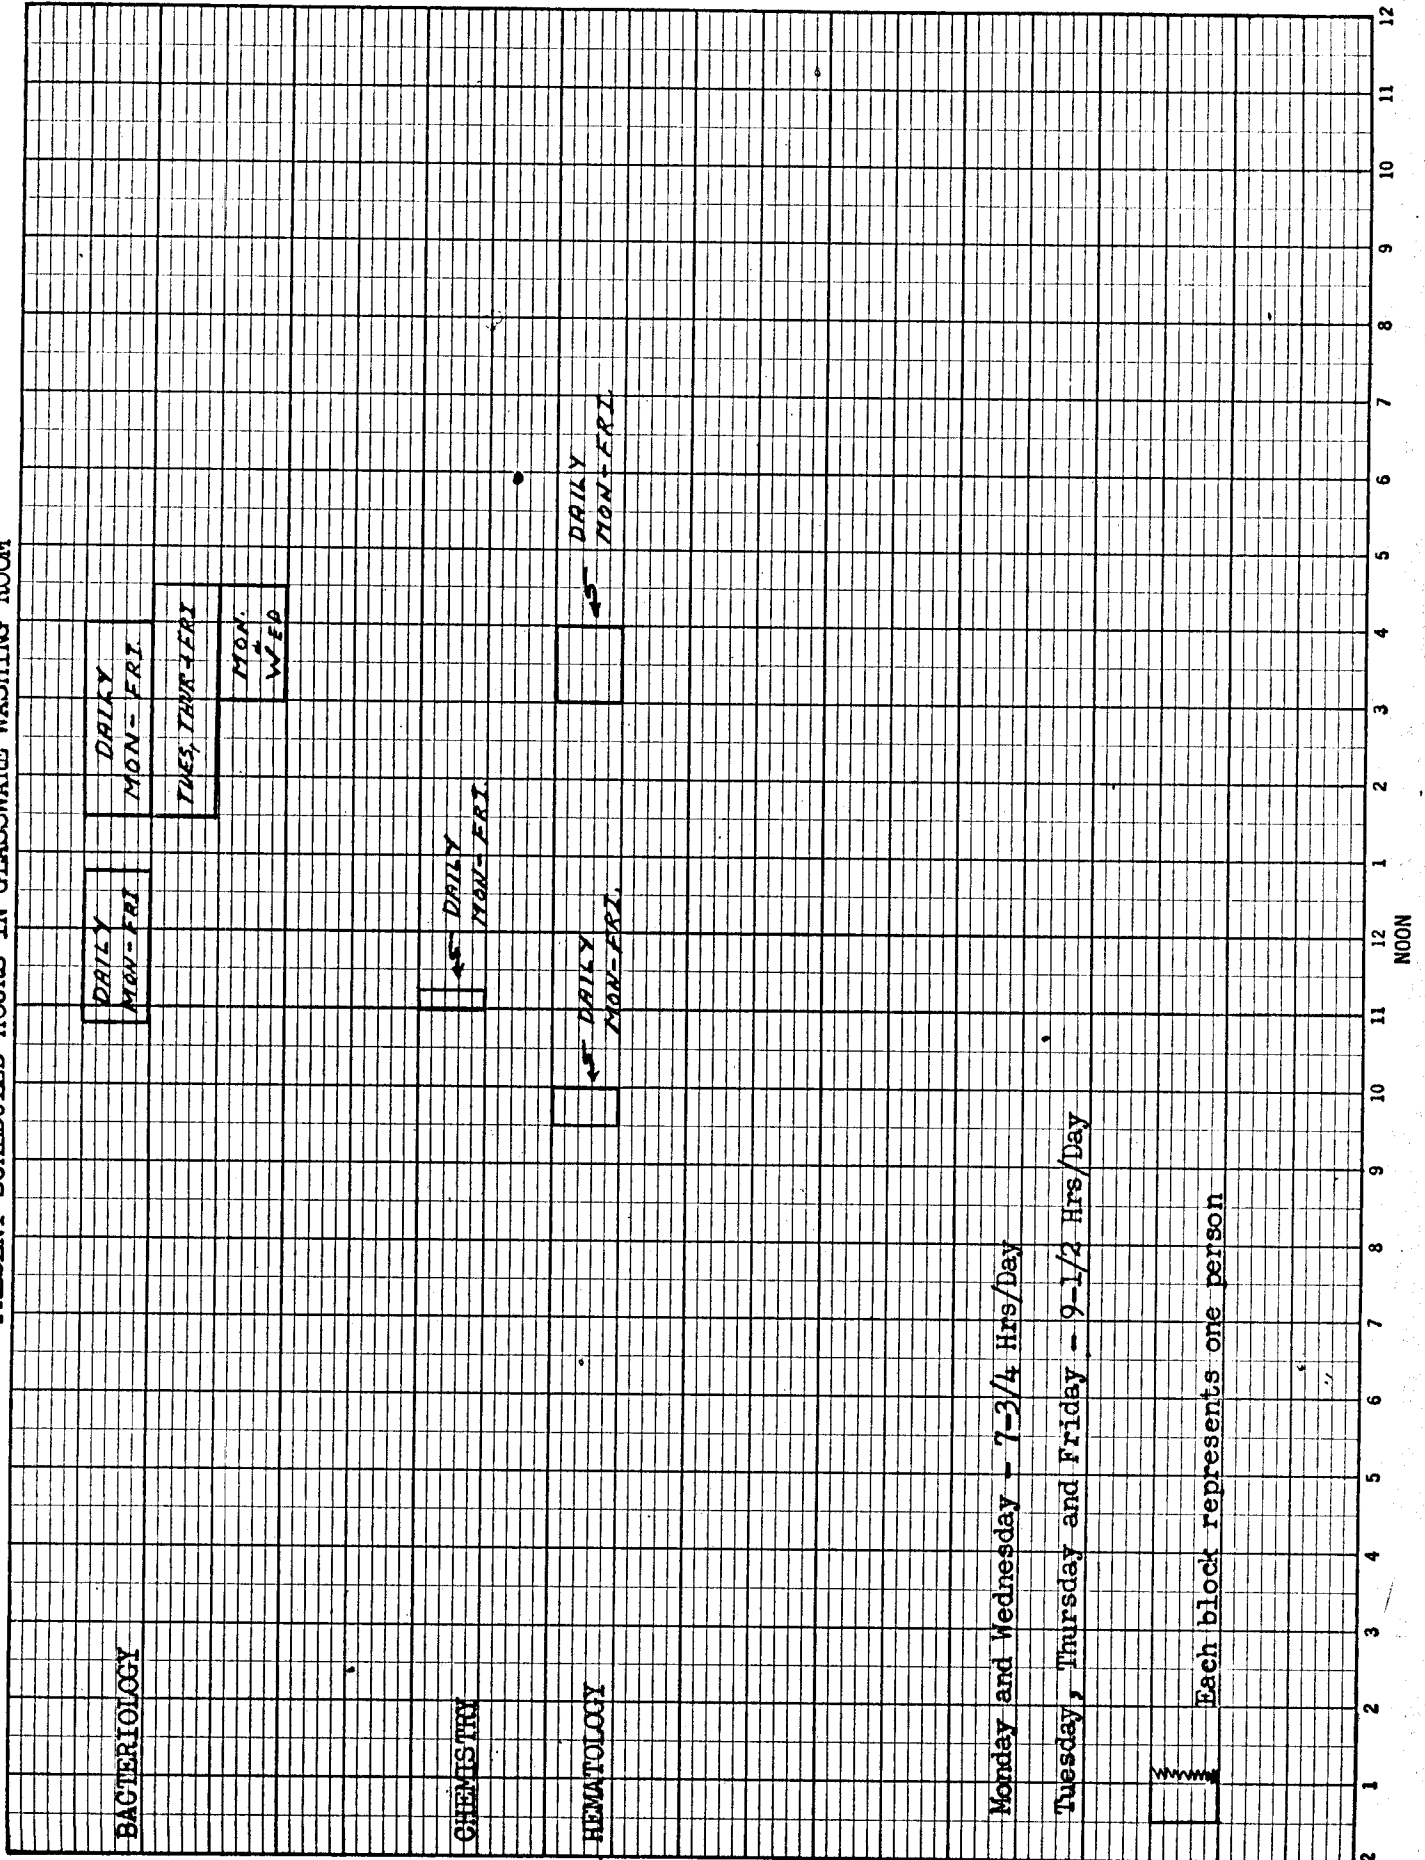 PRESENT SCHEDULED HOURS IN GLASSWARE WASHING ROOM
BACTERIOLOGY
DAILY
MON-FRI
DAILY
MON-FRI.
TUES, THUR+FRI
MON.
+
WED
CHEMISTRY
DAILY
MON-FRI.
HEMATOLOGY
DAILY
MON-FRI.
DAILY
MON-FRI.
Monday and Wednesday - 7-3/4 Hrs/Day
Tuesday, Thursday and Friday - 9-1/2 Hrs/Day
Each block represents one person
2 1 2 3 4 5 6 7 8 9 10 11 12 1 2 3 4 5 6 7 8 9 10 11 12
NOON